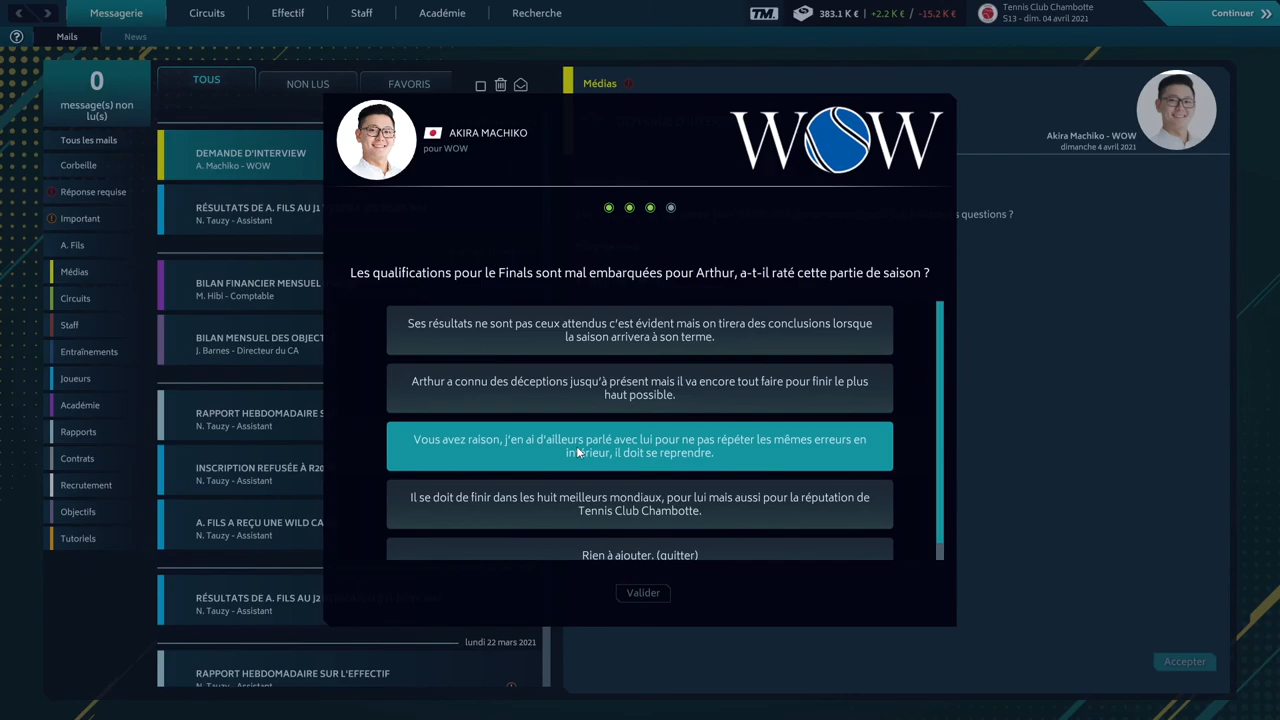 Messagerie
Circuits
Effectif
Staff
Académie
Recherche
TM.
383.1 K € / +2.2 K € / -15.2 K €
Tennis Club Chambotte
S13 - dim. 04 avril 2021
Continuer
Mails
News
0
message(s) non
lu(s)
Tous les mails
Corbeille
Réponse requise
Important
A. Fils
Médias
Circuits
Staff
Entraînements
Joueurs
Académie
Rapports
Contrats
Recrutement
Objectifs
Tutoriels
TOUS
NON LUS
FAVORIS
DEMANDE D'INTERVIEW
A. Machiko - WOW
RÉSULTATS DE A. FILS AU J1
N. Tauzy - Assistant
BILAN FINANCIER MENSUEL
M. Hibi - Comptable
BILAN MENSUEL DES OBJECT
J. Barnes - Directeur du CA
RAPPORT HEBDOMADAIRE S
N. Tauzy - Assistant
INSCRIPTION REFUSÉE À R20
N. Tauzy - Assistant
A. FILS A REÇU UNE WILD CA
N. Tauzy - Assistant
RÉSULTATS DE A. FILS AU J2
N. Tauzy - Assistant
lundi 22 mars 2021
RAPPORT HEBDOMADAIRE SUR L'EFFECTIF
N. Tauzy - Assistant
Médias
Akira Machiko - WOW
dimanche 4 avril 2021
s questions ?
Accepter
AKIRA MACHIKO
pour WOW
WOW
Les qualifications pour le Finals sont mal embarquées pour Arthur, a-t-il raté cette partie de saison ?
Ses résultats ne sont pas ceux attendus c'est évident mais on tirera des conclusions lorsque
la saison arrivera à son terme.
Arthur a connu des déceptions jusqu'à présent mais il va encore tout faire pour finir le plus
haut possible.
Vous avez raison, j'en ai d'ailleurs parlé avec lui pour ne pas répéter les mêmes erreurs en
intérieur, il doit se reprendre.
Il se doit de finir dans les huit meilleurs mondiaux, pour lui mais aussi pour la réputation de
Tennis Club Chambotte.
Rien à ajouter. (quitter)
Valider